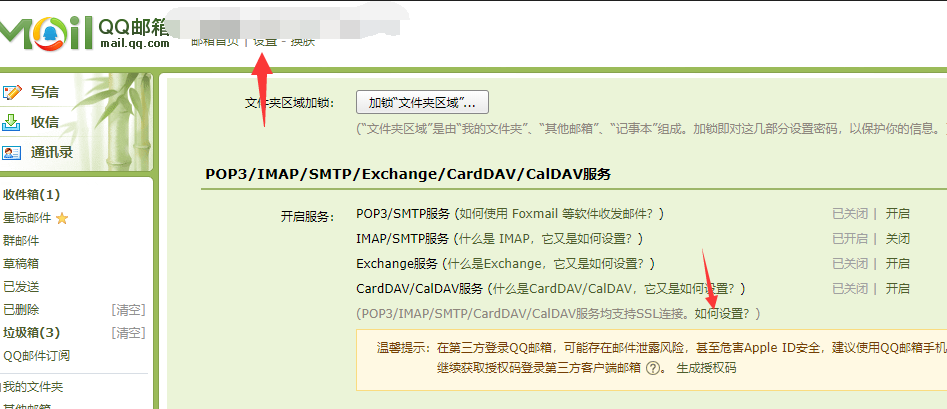 Mail QQ邮箱
mail.qq.com
邮箱首页 | 设置 - 换肤
写信
收信
通讯录
收件箱(1)
星标邮件
群邮件
草稿箱
已发送
已删除 [清空]
垃圾箱(3) [清空]
QQ邮件订阅
我的文件夹
其他邮箱
文件夹区域加锁: 加锁“文件夹区域”...
(“文件夹区域”是由“我的文件夹”、“其他邮箱”、“记事本”组成。加锁即对这几部分设置密码，以保护你的信息。
POP3/IMAP/SMTP/Exchange/CardDAV/CalDAV服务
开启服务: POP3/SMTP服务 (如何使用 Foxmail 等软件收发邮件？) 已关闭 | 开启
IMAP/SMTP服务 (什么是 IMAP，它又是如何设置？) 已开启 | 关闭
Exchange服务 (什么是Exchange，它又是如何设置？) 已关闭 | 开启
CardDAV/CalDAV服务 (什么是CardDAV/CalDAV，它又是如何设置？) 已关闭 | 开启
(POP3/IMAP/SMTP/CardDAV/CalDAV服务均支持SSL连接。如何设置？)
温馨提示: 在第三方登录QQ邮箱，可能存在邮件泄露风险，甚至危害Apple ID安全，建议使用QQ邮箱手机
继续获取授权码登录第三方客户端邮箱 ? 。 生成授权码